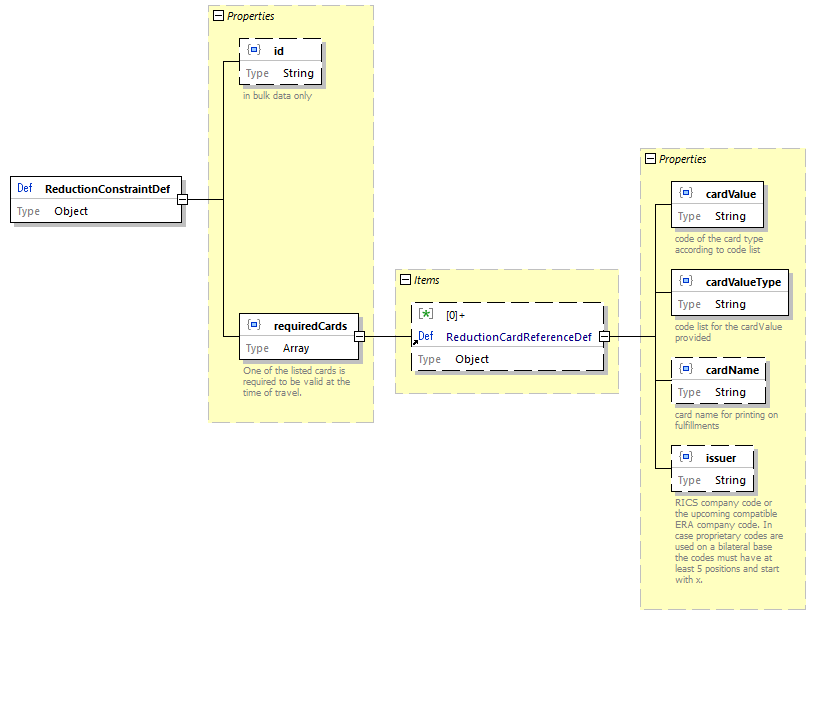 Properties
id
Type String
in bulk data only
Def ReductionConstraintDef
Type Object
requiredCards
Type Array
One of the listed cards is
required to be valid at the
time of travel.
Items
[*] [0]+
Def ReductionCardReferenceDef
Type Object
Properties
cardValue
Type String
code of the card type
according to code list
cardValueType
Type String
code list for the cardValue
provided
cardName
Type String
card name for printing on
fulfillments
issuer
Type String
RICS company code or
the upcoming compatible
ERA company code. In
case proprietary codes are
used on a bilateral base
the codes must have at
least 5 positions and start
with x.